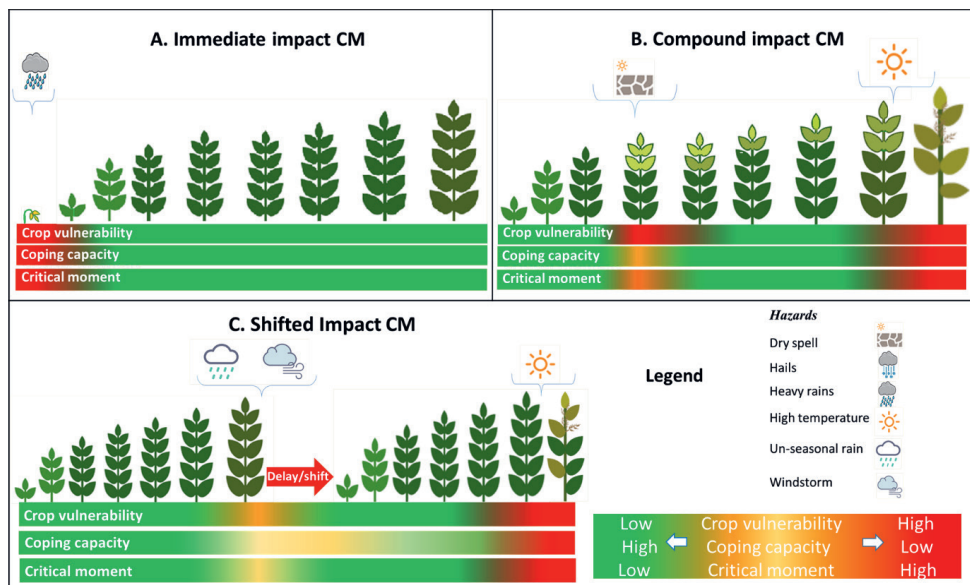 A. Immediate impact CM
Crop vulnerability
Coping capacity
Critical moment
B. Compound impact CM
Crop vulnerability
Coping capacity
Critical moment
C. Shifted Impact CM
Delay/shift
Crop vulnerability
Coping capacity
Critical moment
Legend
Hazards
Dry spell
Hails
Heavy rains
High temperature
Un-seasonal rain
Windstorm
Low Crop vulnerability High
High Coping capacity Low
Low Critical moment High